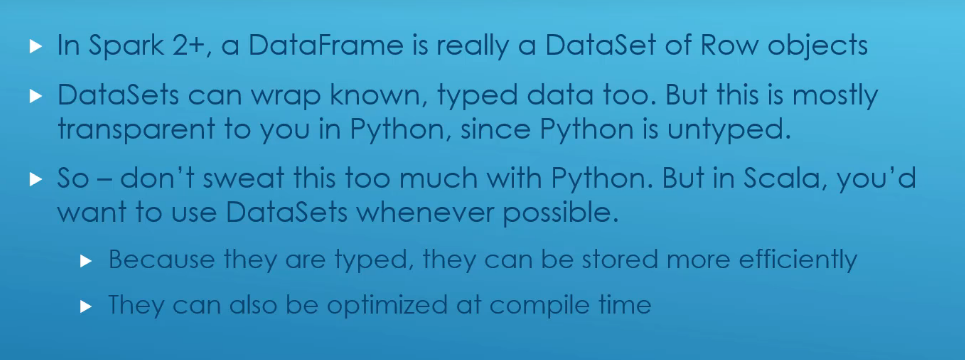 In Spark 2+, a DataFrame is really a DataSet of Row objects
DataSets can wrap known, typed data too. But this is mostly
transparent to you in Python, since Python is untyped.
So – don't sweat this too much with Python. But in Scala, you'd
want to use DataSets whenever possible.
Because they are typed, they can be stored more efficiently
They can also be optimized at compile time